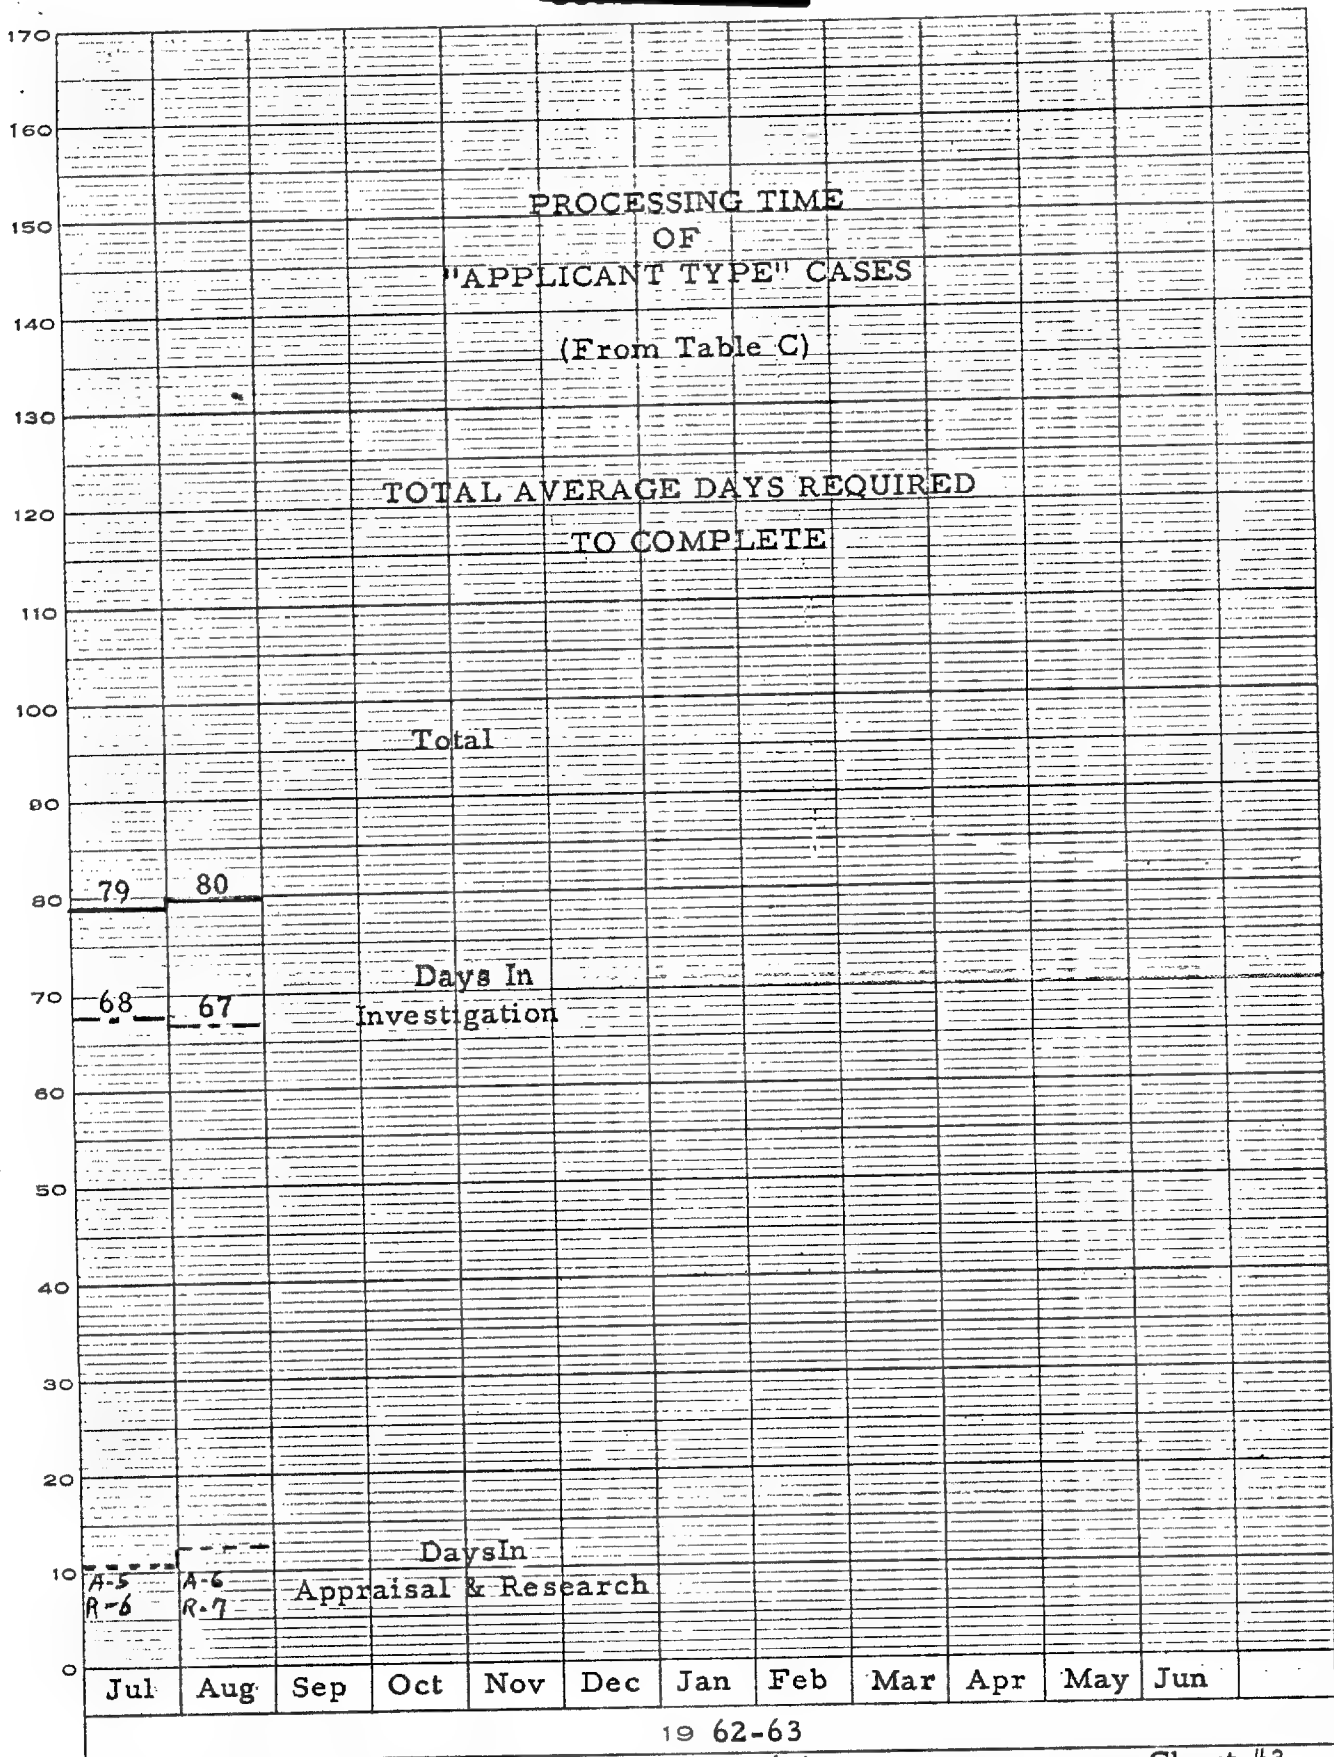 170
160
PROCESSING TIME
150
OF
"APPLICANT TYPE" CASES
140
(From Table C)
130
TOTAL AVERAGE DAYS REQUIRED
120
TO COMPLETE
110
100
Total
90
79 80
80
Days In
70 68 67
Investigation
60
50
40
30
20
DaysIn
10 A-5 A-6 Appraisal & Research
R-6 R-7
0
Jul Aug Sep Oct Nov Dec Jan Feb Mar Apr May Jun
19 62-63